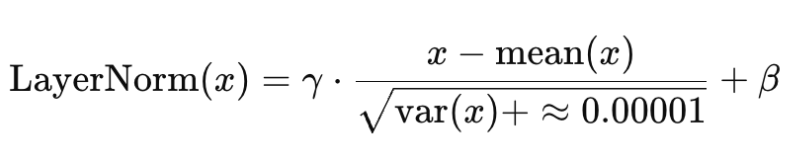 LayerNorm(x) = γ · x − mean(x) / √var(x)+ ≈ 0.00001 + β